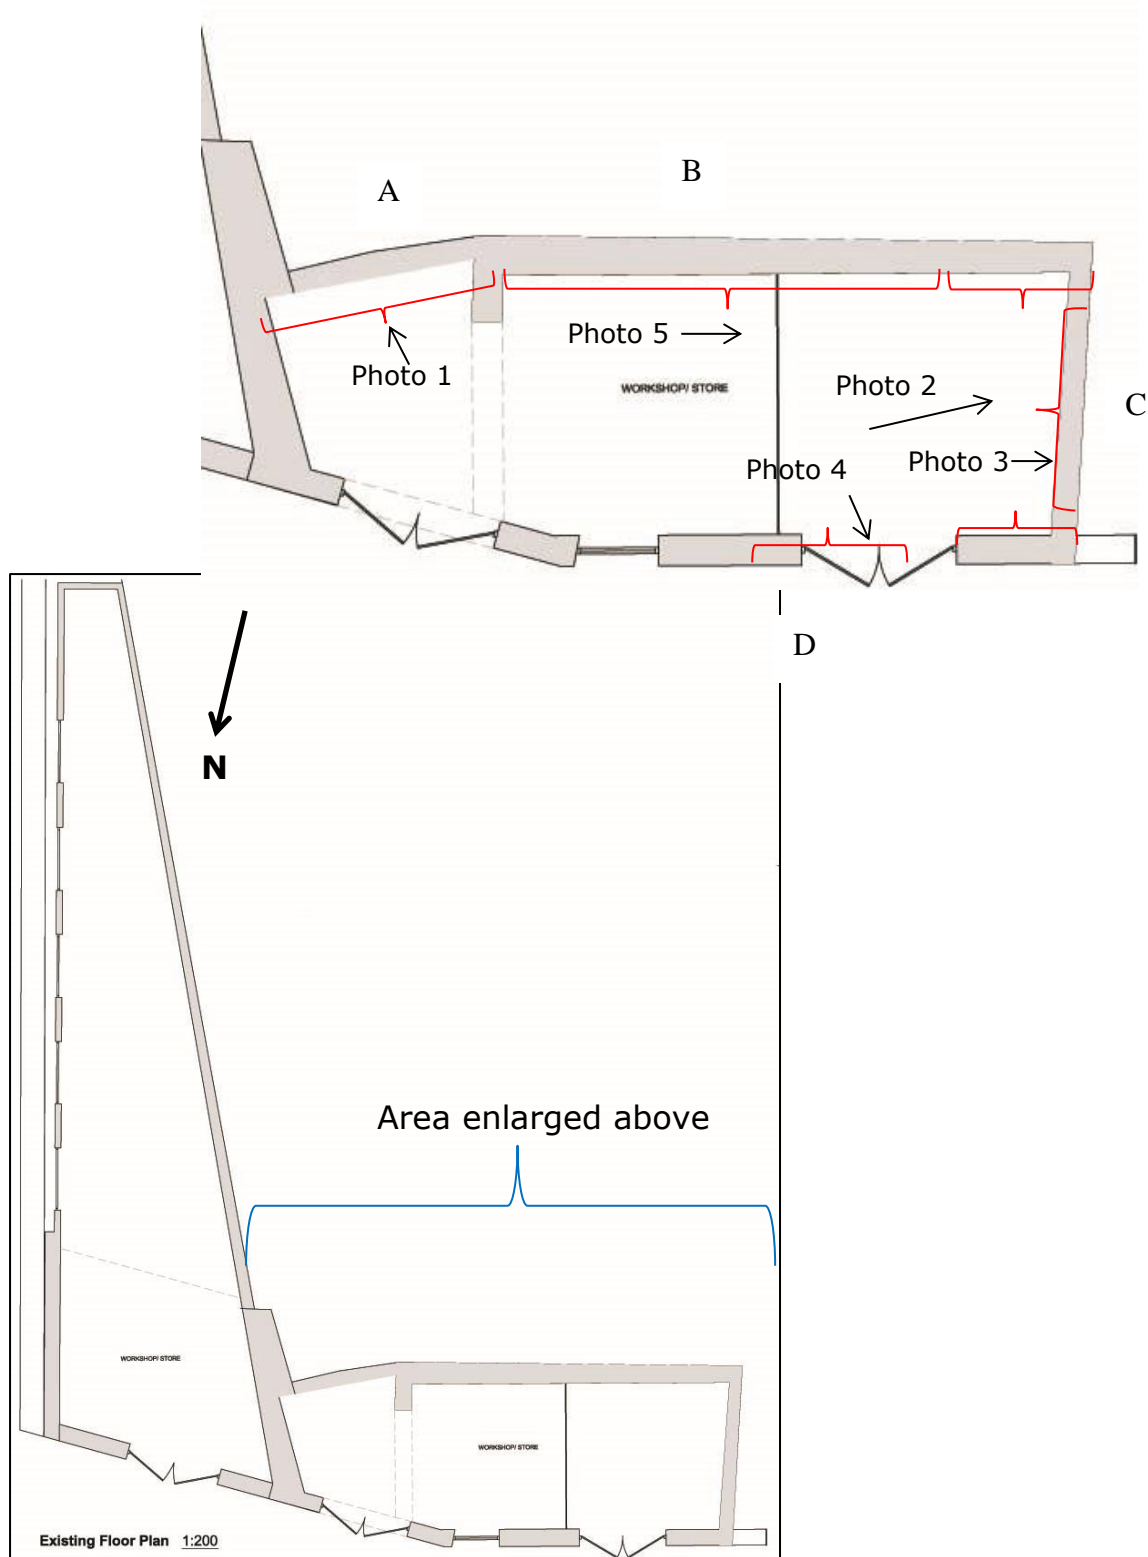 A
B
Photo 5
Photo 1
WORKSHOP/ STORE
Photo 2
C
Photo 4
Photo 3
D
N
Area enlarged above
WORKSHOP/ STORE
WORKSHOP/ STORE
Existing Floor Plan 1:200